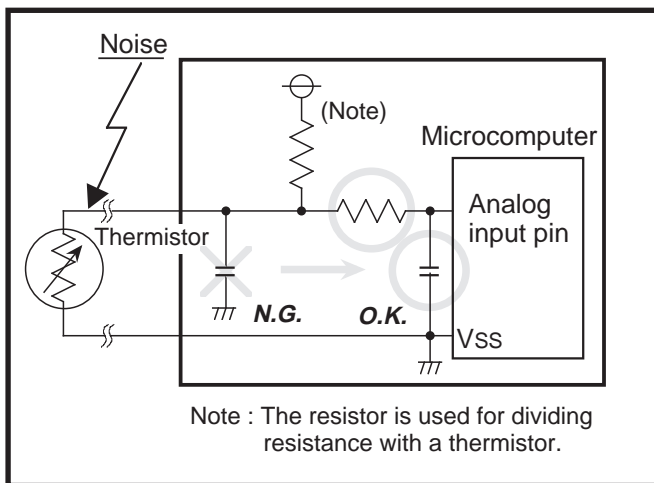 Noise
(Note)
Microcomputer
Analog
input pin
Thermistor
N.G.
O.K.
VSS
Note : The resistor is used for dividing
resistance with a thermistor.